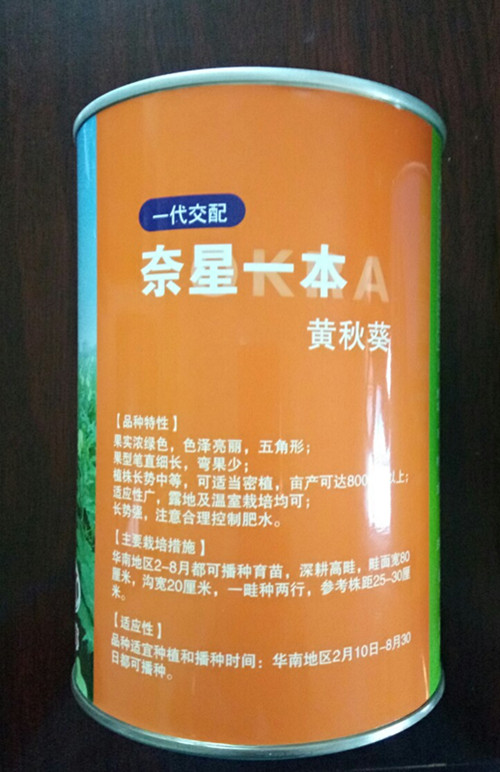 一代交配
奈星一本
OKRA
黄秋葵
【品种特性】
果实浓绿色，色泽亮丽，五角形；
果型笔直细长，弯果少；
植株长势中等，可适当密植，亩产可达800 以上；
适应性广，露地及温室栽培均可；
长势强，注意合理控制肥水。
【主要栽培措施】
华南地区2-8月都可播种育苗，深耕高畦，畦面宽80
厘米，沟宽20厘米，一畦种两行，参考株距25-30厘
米。
【适应性】
品种适宜种植和播种时间：华南地区2月10日-8月30
日都可播种。